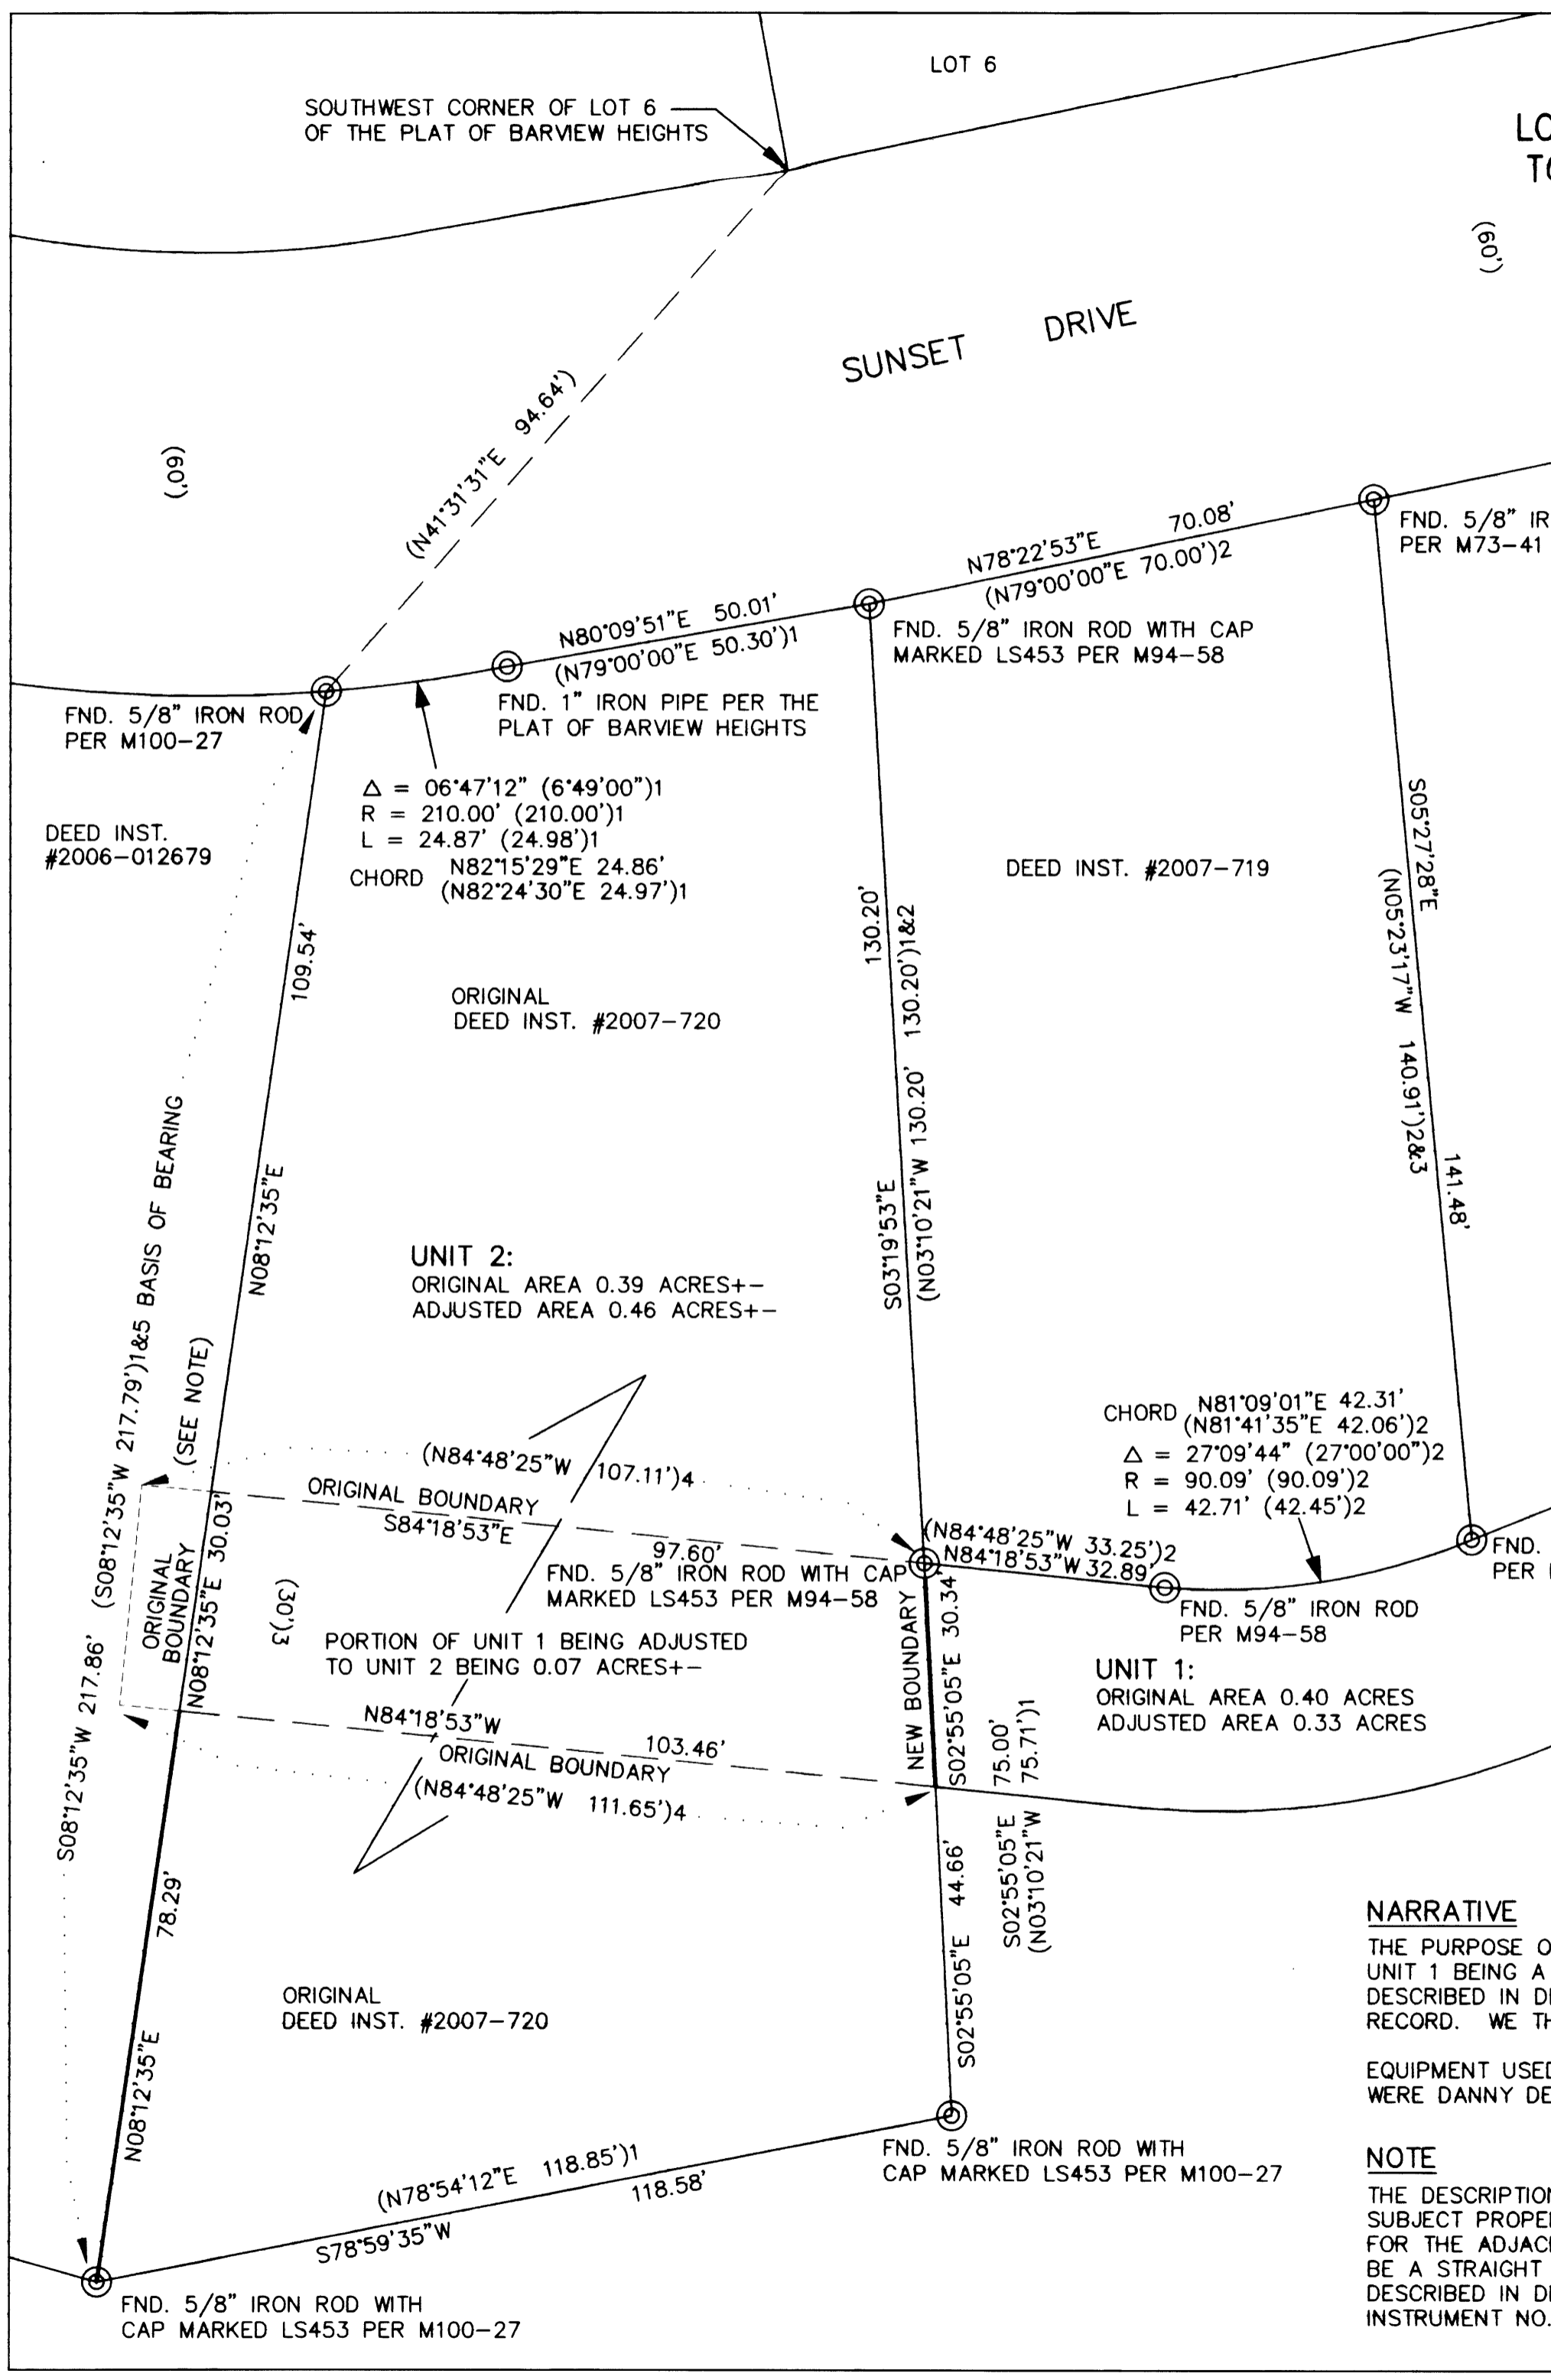 LOT 6
SOUTHWEST CORNER OF LOT 6
OF THE PLAT OF BARVIEW HEIGHTS
LO
TO
(60')
SUNSET DRIVE
(60')
(N41°31'31"E 94.64')
N78°22'53"E 70.08'
(N79°00'00"E 70.00')2
FND. 5/8" IR
PER M73-41
N80°09'51"E 50.01'
(N79°00'00"E 50.30')1
FND. 5/8" IRON ROD WITH CAP
MARKED LS453 PER M94-58
FND. 5/8" IRON ROD
PER M100-27
FND. 1" IRON PIPE PER THE
PLAT OF BARVIEW HEIGHTS
Δ = 06°47'12" (6°49'00")1
R = 210.00' (210.00')1
L = 24.87' (24.98')1
CHORD N82°15'29"E 24.86'
(N82°24'30"E 24.97')1
DEED INST.
#2006-012679
DEED INST. #2007-719
S05°27'28"E
141.48'
(N05°23'17"W 140.91')2&3
109.54'
N08°12'35"E
130.20'
S03°19'53"E
(N03°10'21"W 130.20' 130.20')1&2
ORIGINAL
DEED INST. #2007-720
UNIT 2:
ORIGINAL AREA 0.39 ACRES+-
ADJUSTED AREA 0.46 ACRES+-
S08°12'35"W 217.86' (S08°12'35"W 217.79')1&5 BASIS OF BEARING
(SEE NOTE)
CHORD N81°09'01"E 42.31'
(N81°41'35"E 42.06')2
Δ = 27°09'44" (27°00'00")2
R = 90.09' (90.09')2
L = 42.71' (42.45')2
(N84°48'25"W 107.11')4
ORIGINAL BOUNDARY
S84°18'53"E
97.60'
(N84°48'25"W 33.25')2
N84°18'53"W 32.89'
FND.
PER
FND. 5/8" IRON ROD WITH CAP
MARKED LS453 PER M94-58
FND. 5/8" IRON ROD
PER M94-58
ORIGINAL
BOUNDARY
N08°12'35"E 30.03'
(30')3
PORTION OF UNIT 1 BEING ADJUSTED
TO UNIT 2 BEING 0.07 ACRES+-
NEW BOUNDARY
S02°55'05"E 30.34'
UNIT 1:
ORIGINAL AREA 0.40 ACRES
ADJUSTED AREA 0.33 ACRES
N84°18'53"W
103.46'
ORIGINAL BOUNDARY
(N84°48'25"W 111.65')4
S02°55'05"E 75.00'
(N03°10'21"W 75.71')1
78.29'
N08°12'35"E
S02°55'05"E 44.66'
ORIGINAL
DEED INST. #2007-720
FND. 5/8" IRON ROD WITH
CAP MARKED LS453 PER M100-27
(N78°54'12"E 118.85')1
118.58'
S78°59'35"W
FND. 5/8" IRON ROD WITH
CAP MARKED LS453 PER M100-27
NARRATIVE
THE PURPOSE O
UNIT 1 BEING A
DESCRIBED IN D
RECORD. WE TH
EQUIPMENT USED
WERE DANNY DE
NOTE
THE DESCRIPTION
SUBJECT PROPE
FOR THE ADJAC
BE A STRAIGHT
DESCRIBED IN D
INSTRUMENT NO.